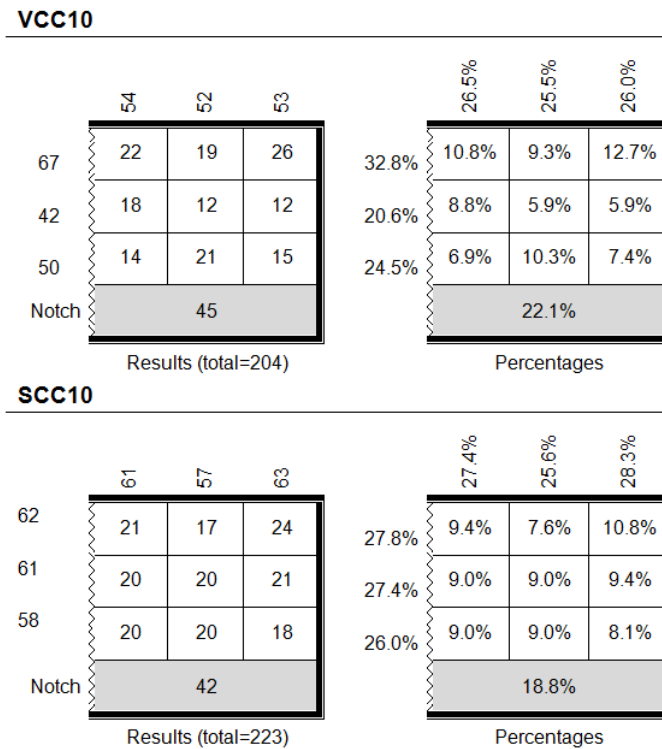 VCC10
54 52 53 26.5% 25.5% 26.0%
67 22 19 26 32.8% 10.8% 9.3% 12.7%
42 18 12 12 20.6% 8.8% 5.9% 5.9%
50 14 21 15 24.5% 6.9% 10.3% 7.4%
Notch 45 22.1%
Results (total=204) Percentages
SCC10
61 57 63 27.4% 25.6% 28.3%
62 21 17 24 27.8% 9.4% 7.6% 10.8%
61 20 20 21 27.4% 9.0% 9.0% 9.4%
58 20 20 18 26.0% 9.0% 9.0% 8.1%
Notch 42 18.8%
Results (total=223) Percentages